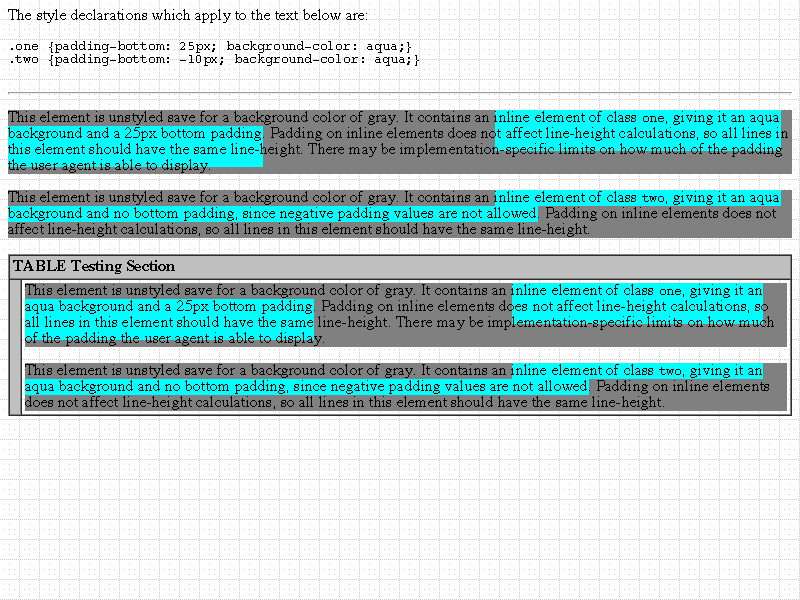 The style declarations which apply to the text below are:
.one {padding-bottom: 25px; background-color: aqua;}
.two {padding-bottom: -10px; background-color: aqua;}
This element is unstyled save for a background color of gray. It contains an inline element of class one, giving it an aqua
background and a 25px bottom padding. Padding on inline elements does not affect line-height calculations, so all lines in
this element should have the same line-height. There may be implementation-specific limits on how much of the padding
the user agent is able to display.
This element is unstyled save for a background color of gray. It contains an inline element of class two, giving it an aqua
background and no bottom padding, since negative padding values are not allowed. Padding on inline elements does not
affect line-height calculations, so all lines in this element should have the same line-height.
TABLE Testing Section
This element is unstyled save for a background color of gray. It contains an inline element of class one, giving it an
aqua background and a 25px bottom padding. Padding on inline elements does not affect line-height calculations, so
all lines in this element should have the same line-height. There may be implementation-specific limits on how much
of the padding the user agent is able to display.
This element is unstyled save for a background color of gray. It contains an inline element of class two, giving it an
aqua background and no bottom padding, since negative padding values are not allowed. Padding on inline elements
does not affect line-height calculations, so all lines in this element should have the same line-height.